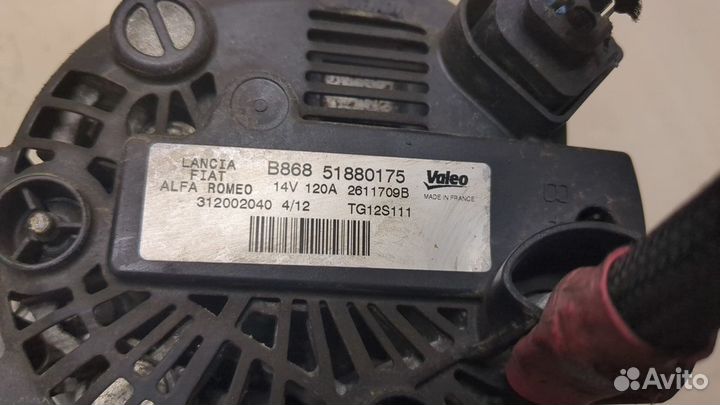 LANCIA
FIAT
ALFA ROMEO
B868 51880175
14V 120A 2611709B
312002040 4/12 TG12S111
Valeo
MADE IN FRANCE
Avito